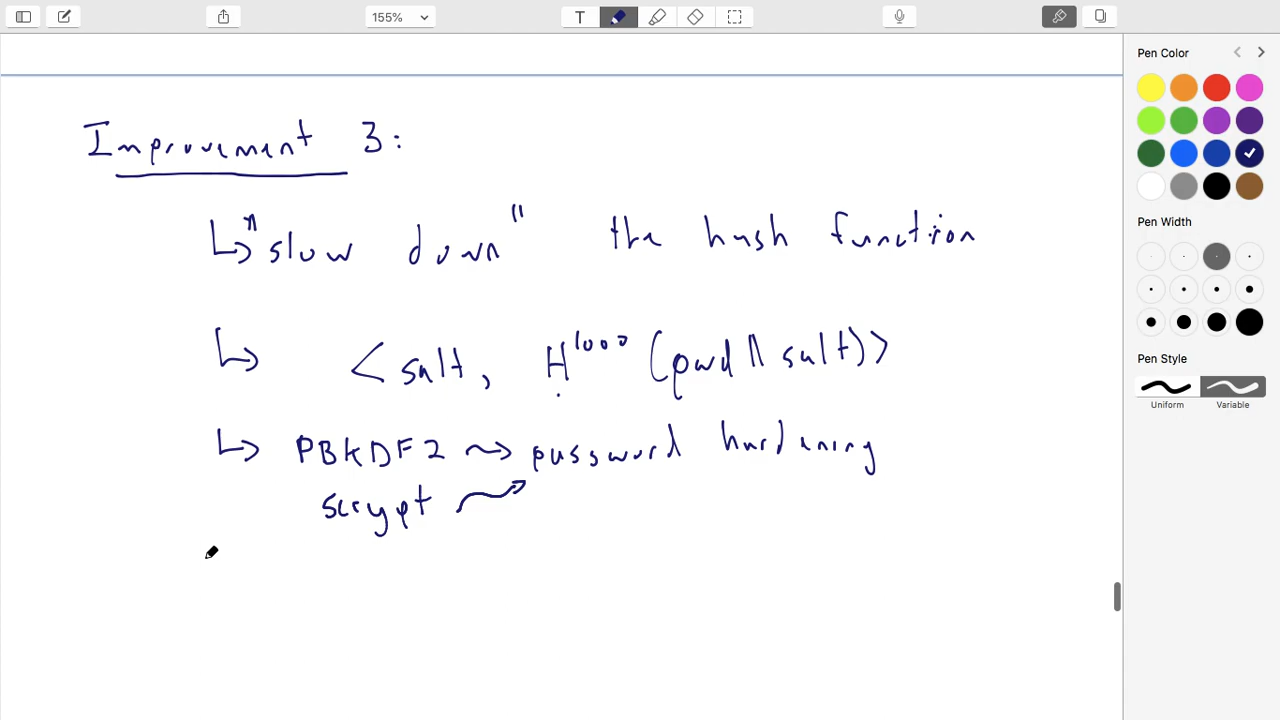 155%
T
Pen Color
Improvement 3:
"slow down" the hash function
Pen Width
<salt, H^1000 (pwd || salt)>
Pen Style
Uniform Variable
PBKDF2 password hardening
scrypt